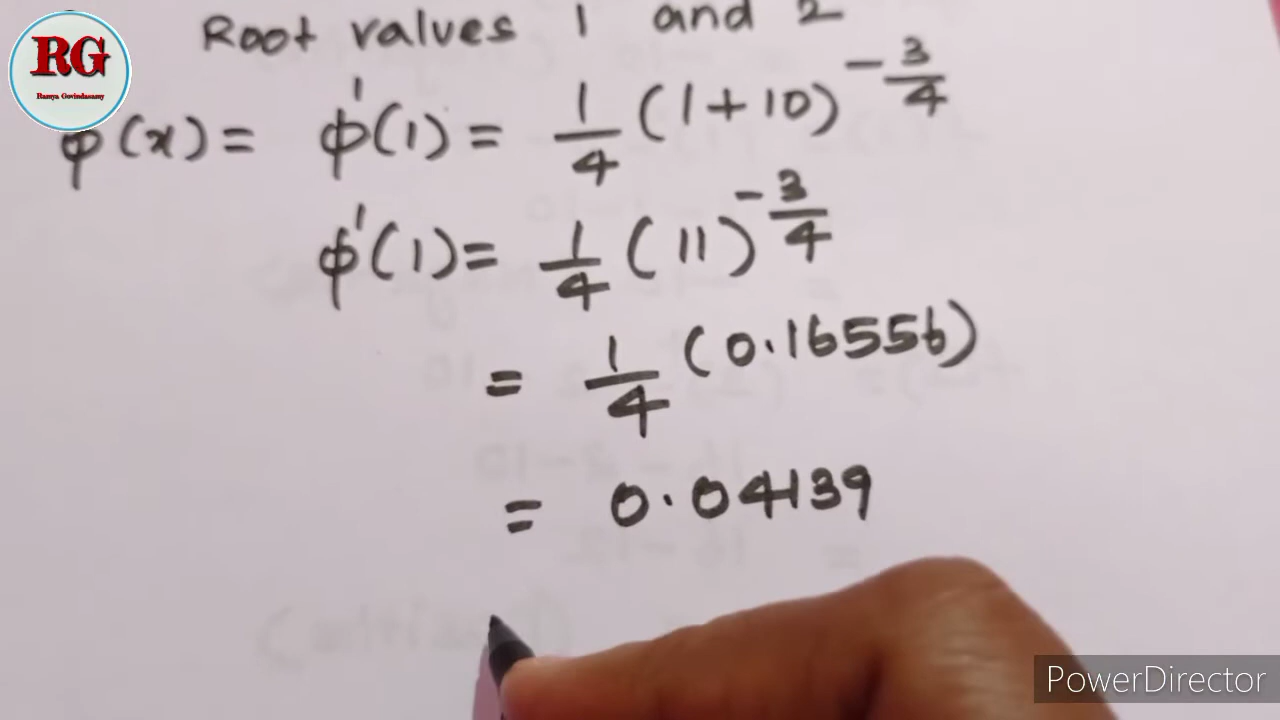 RG
Ramya Govindasamy
Root values 1 and 2
φ(x) = φ'(1) = 1/4 (1+10)^-3/4
φ'(1) = 1/4 (11)^-3/4
= 1/4 (0.16556)
= 0.04139
PowerDirector